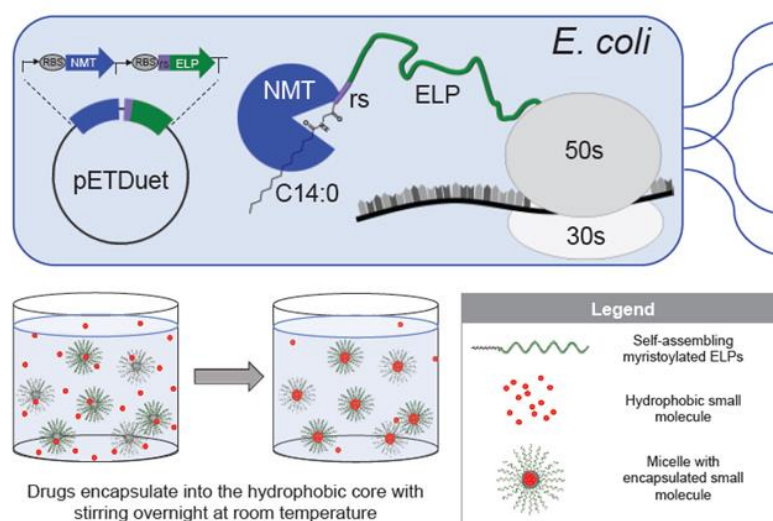 E. coli
RBS NMT RBS rs ELP
NMT
rs
ELP
pETDuet
C14:0
50s
30s
Legend
Self-assembling
myristoylated ELPs
Hydrophobic small
molecule
Micelle with
encapsulated small
molecule
Drugs encapsulate into the hydrophobic core with
stirring overnight at room temperature